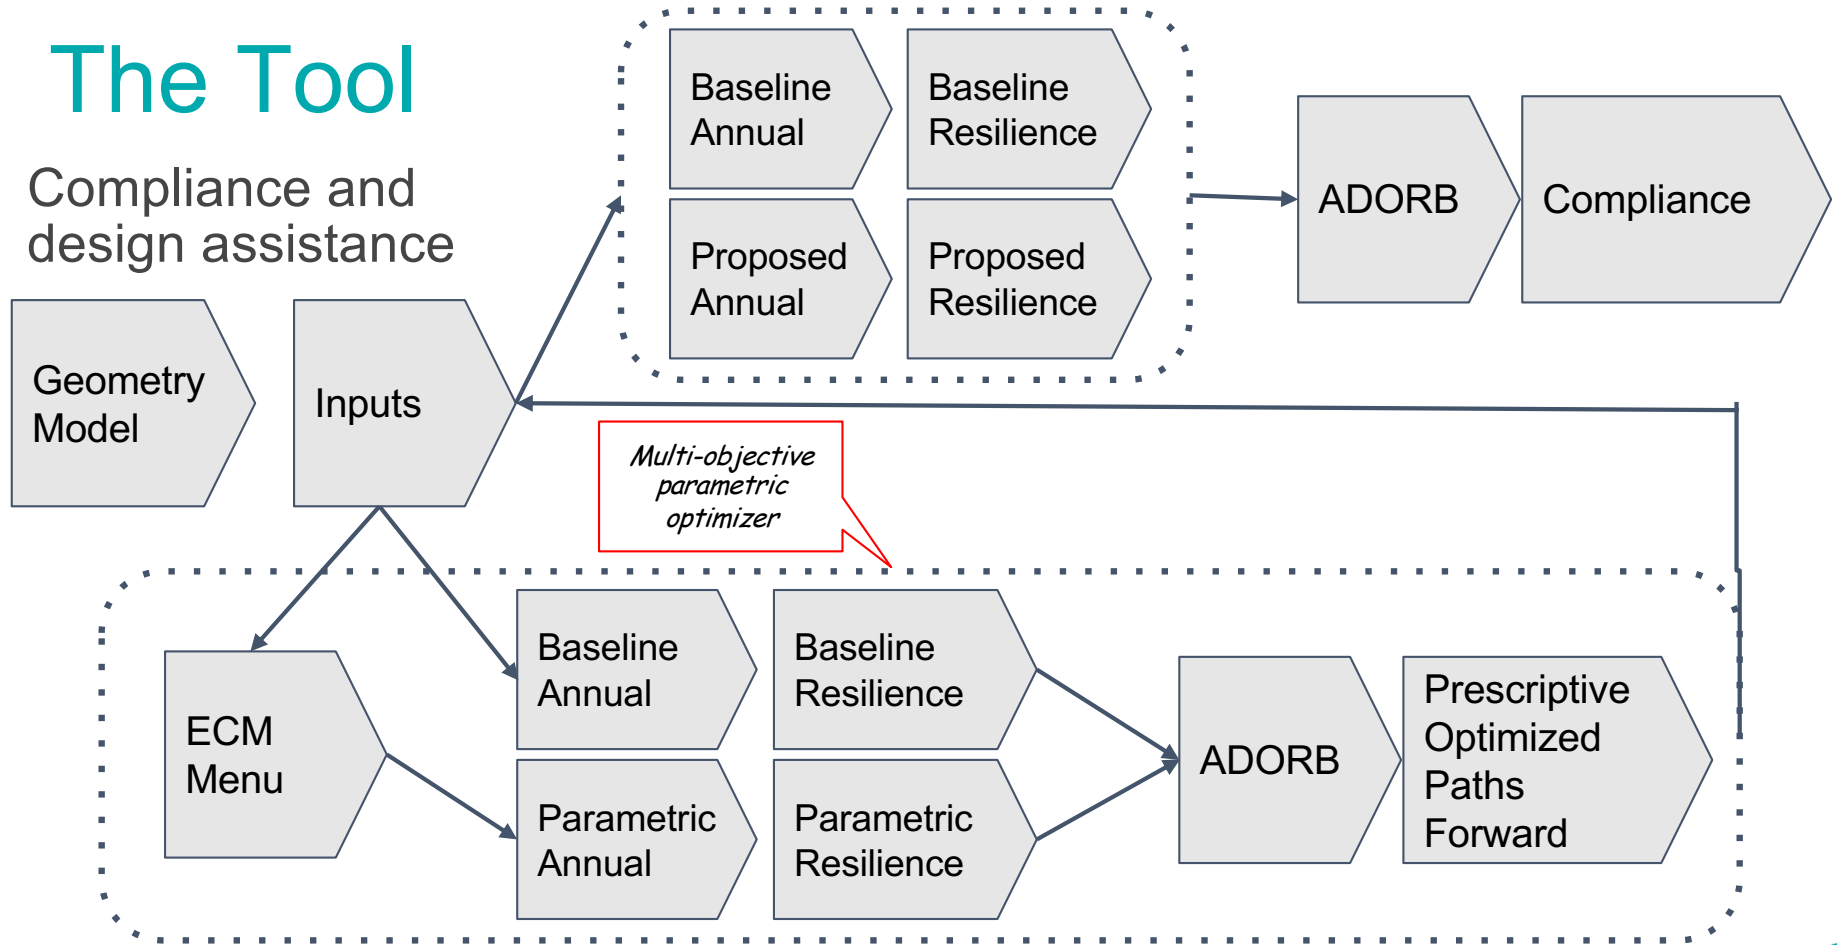 The Tool
Compliance and
design assistance
Baseline
Annual
Baseline
Resilience
Proposed
Annual
Proposed
Resilience
ADORB
Compliance
Geometry
Model
Inputs
Multi-objective
parametric
optimizer
ECM
Menu
Baseline
Annual
Baseline
Resilience
Parametric
Annual
Parametric
Resilience
ADORB
Prescriptive
Optimized
Paths
Forward